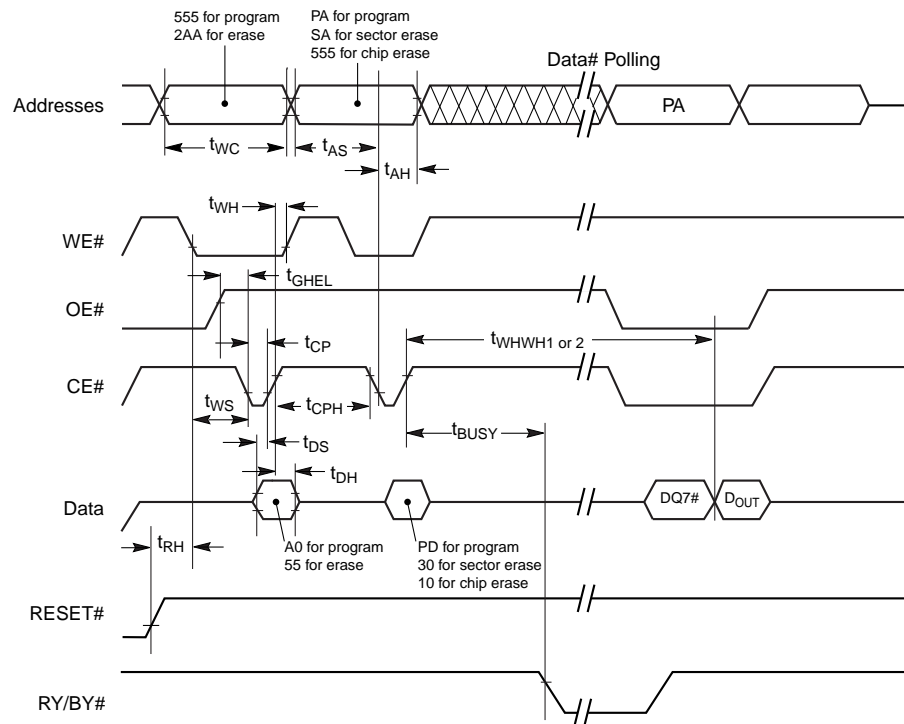 555 for program
2AA for erase
PA for program
SA for sector erase
555 for chip erase
Data# Polling
Addresses
PA
tWC
tAS
tAH
tWH
WE#
tGHEL
OE#
tCP
tWHWH1 or 2
CE#
tWS
tCPH
tBUSY
tDS
tDH
Data
DQ7#
DOUT
tRH
A0 for program
55 for erase
PD for program
30 for sector erase
10 for chip erase
RESET#
RY/BY#